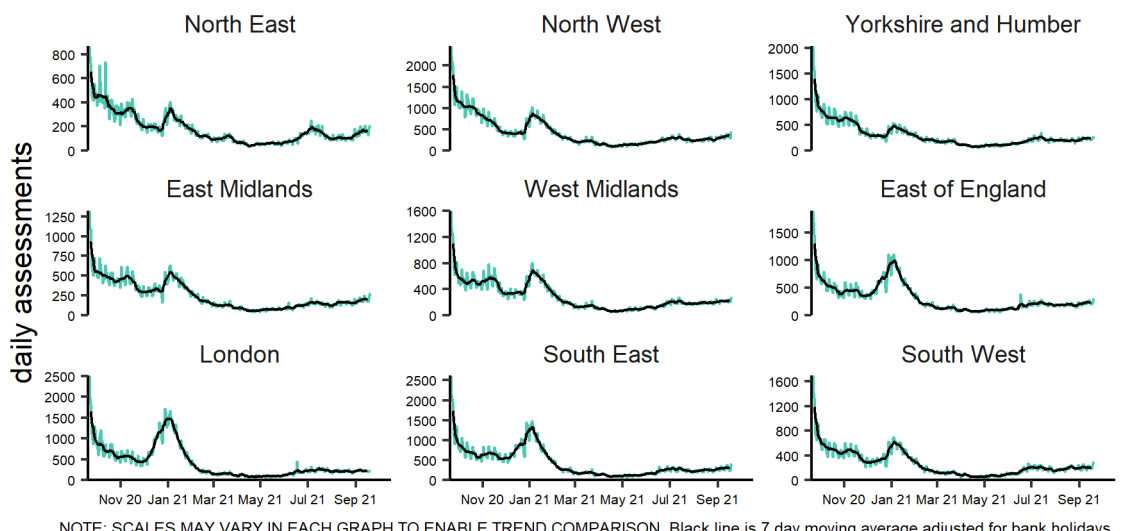 North East North West Yorkshire and Humber
800 2000 2000
600 1500 1500
400 1000 1000
200 500 500
0 0 0
East Midlands West Midlands East of England
1250 1600
1000 1200 1500
750 800 1000
500 400 500
250
0 0 0
daily assessments
London South East South West
2500 2500 1600
2000 2000 1200
1500 1500 800
1000 1000 400
500 500
0 0 0
Nov 20 Jan 21 Mar 21 May 21 Jul 21 Sep 21 Nov 20 Jan 21 Mar 21 May 21 Jul 21 Sep 21 Nov 20 Jan 21 Mar 21 May 21 Jul 21 Sep 21
NOTE: SCALES MAY VARY IN EACH GRAPH TO ENABLE TREND COMPARISON. Black line is 7 day moving average adjusted for bank holidays.